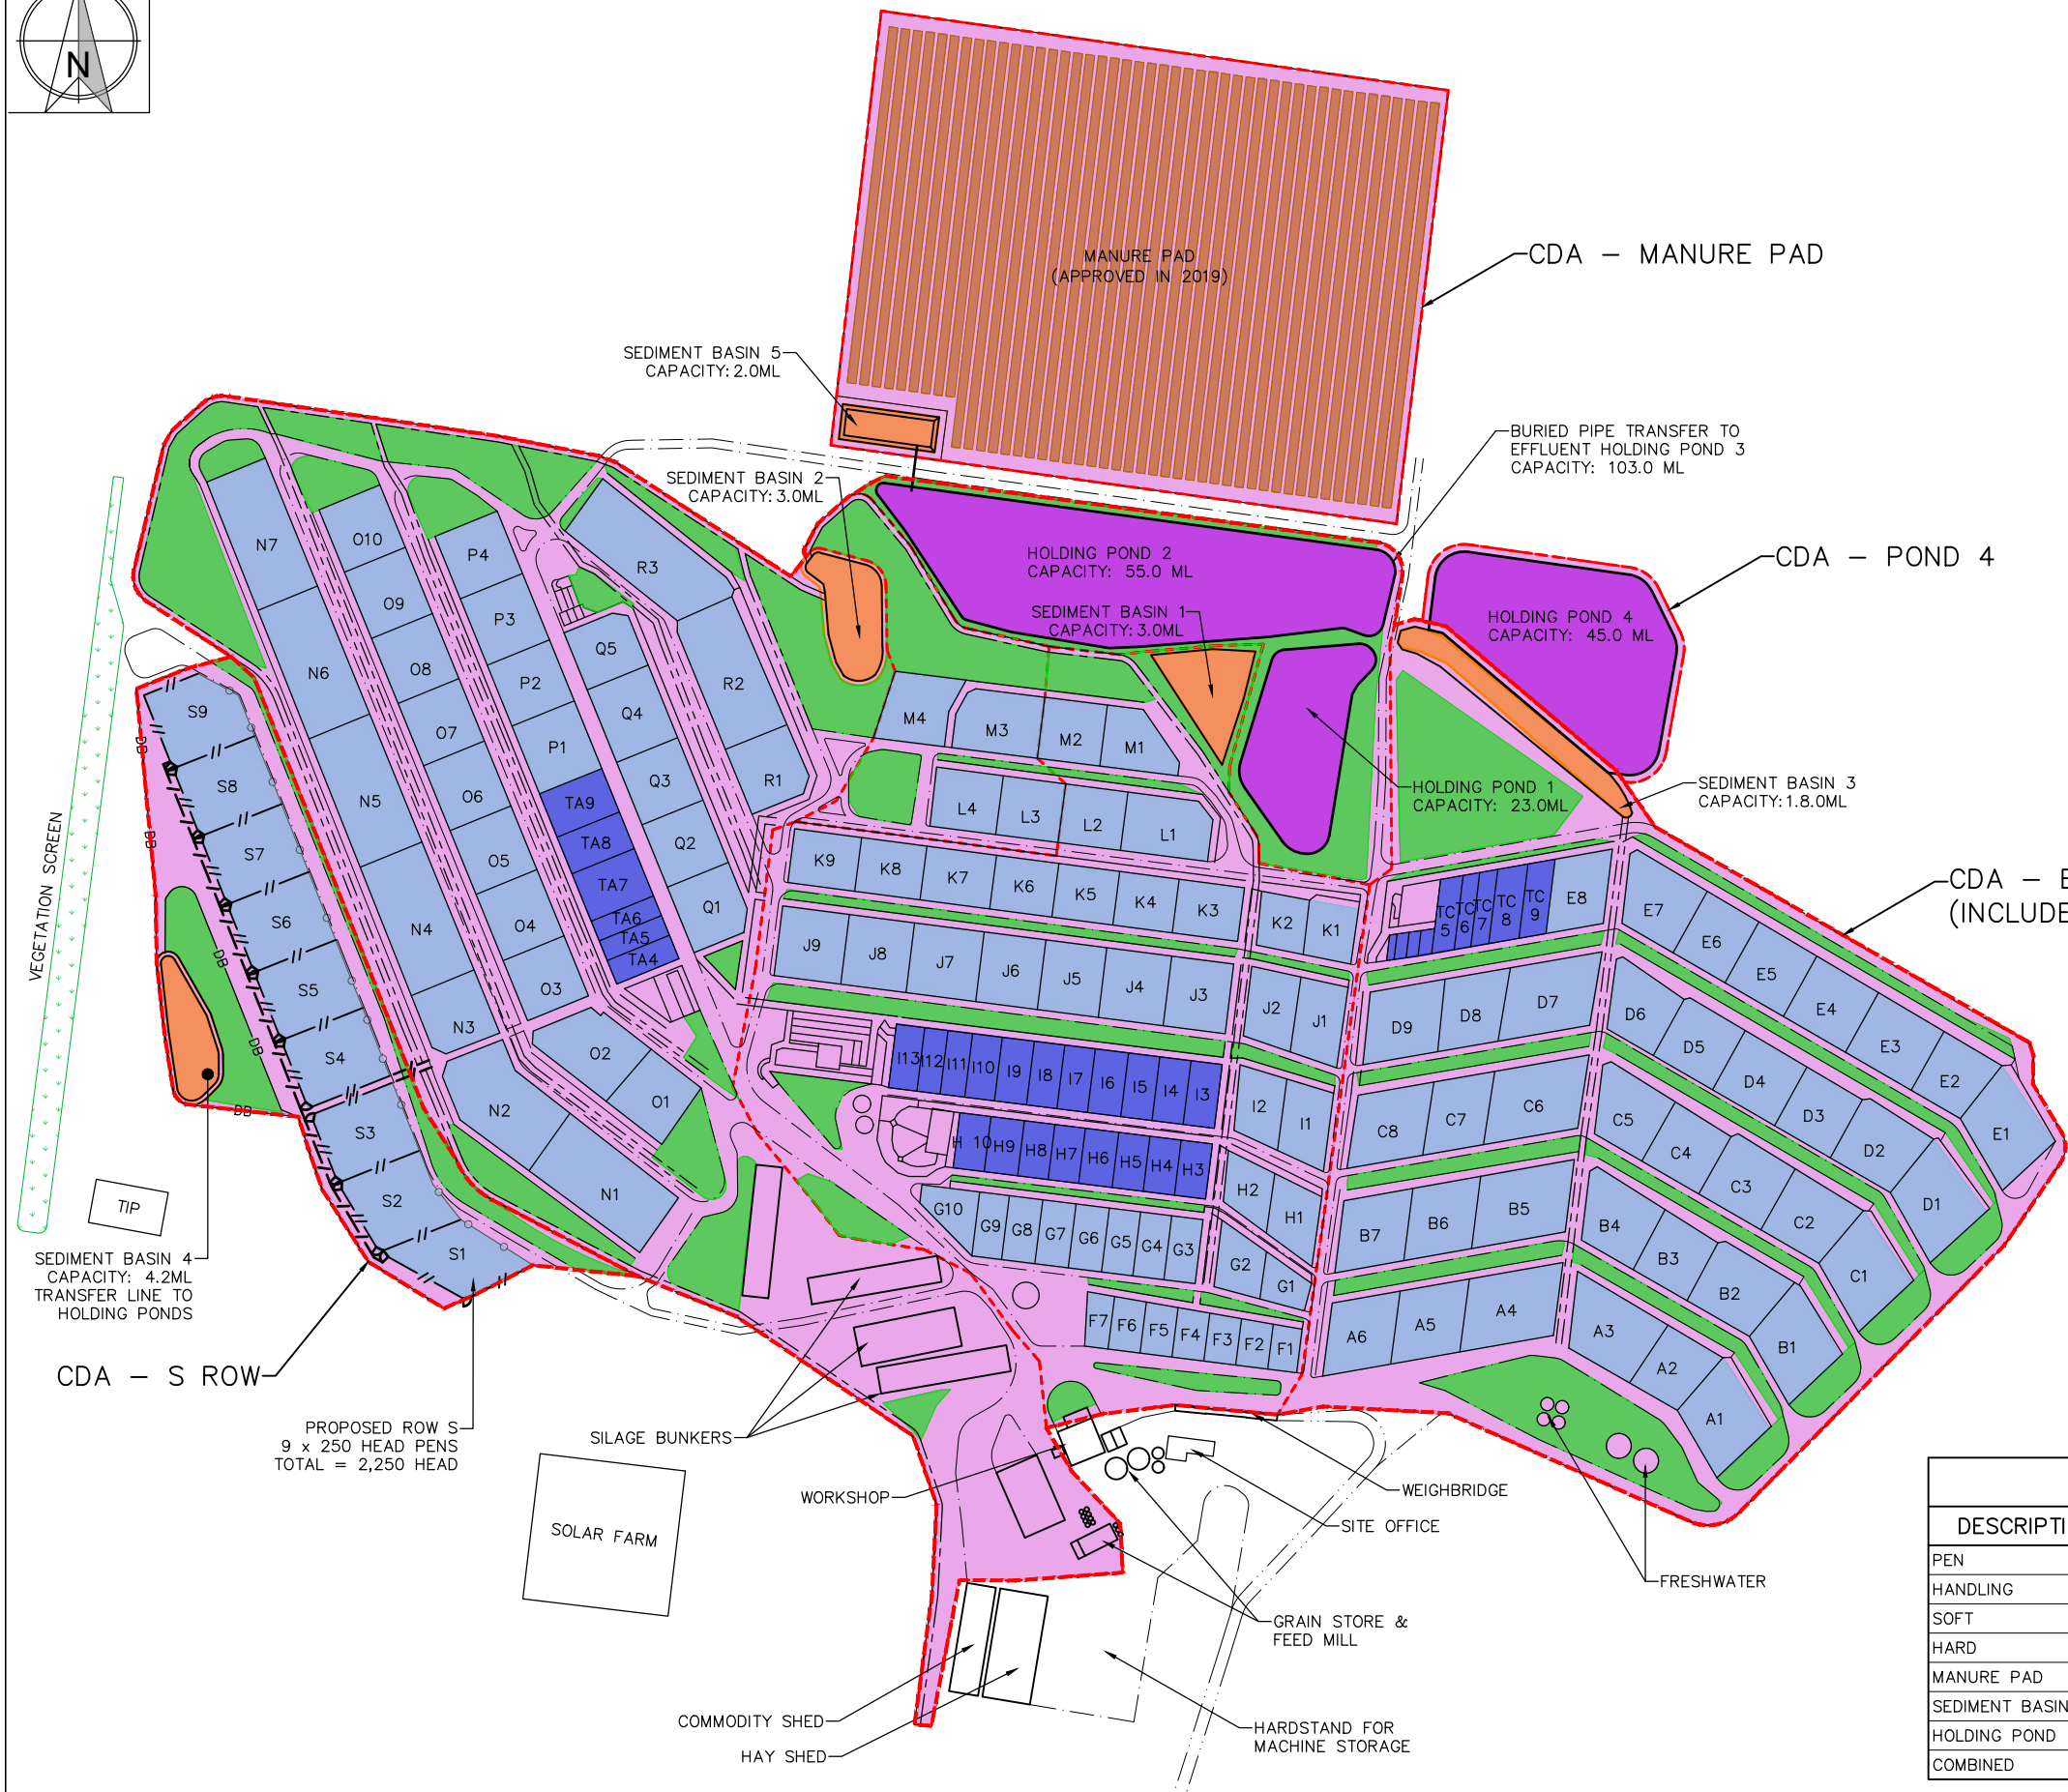 N
MANURE PAD
(APPROVED IN 2019)
CDA – MANURE PAD
SEDIMENT BASIN 5
CAPACITY: 2.0ML
BURIED PIPE TRANSFER TO
EFFLUENT HOLDING POND 3
CAPACITY: 103.0 ML
SEDIMENT BASIN 2
CAPACITY: 3.0ML
HOLDING POND 2
CAPACITY: 55.0 ML
CDA – POND 4
SEDIMENT BASIN 1
CAPACITY: 3.0ML
HOLDING POND 4
CAPACITY: 45.0 ML
HOLDING POND 1
CAPACITY: 23.0ML
SEDIMENT BASIN 3
CAPACITY: 1.8.0ML
CDA – E
(INCLUDE
VEGETATION SCREEN
N7
N6
N5
N4
N3
N2
N1
O10
O9
O8
O7
O6
O5
O4
O3
O2
O1
P4
P3
P2
P1
TA9
TA8
TA7
TA6
TA5
TA4
Q5
Q4
Q3
Q2
Q1
R3
R2
R1
S9
S8
S7
S6
S5
S4
S3
S2
S1
DB
DB
DB
DB
DB
M4
M3
M2
M1
L4
L3
L2
L1
K9
K8
K7
K6
K5
K4
K3
K2
K1
J9
J8
J7
J6
J5
J4
J3
J2
J1
I13
I12
I11
I10
I9
I8
I7
I6
I5
I4
I3
I2
I1
H 10
H9
H8
H7
H6
H5
H4
H3
H2
H1
G10
G9
G8
G7
G6
G5
G4
G3
G2
G1
F7
F6
F5
F4
F3
F2
F1
TC
5
TC
6
TC
7
TC
8
TC
9
E8
E7
E6
E5
E4
E3
E2
E1
D9
D8
D7
D6
D5
D4
D3
D2
D1
C8
C7
C6
C5
C4
C3
C2
C1
B7
B6
B5
B4
B3
B2
B1
A6
A5
A4
A3
A2
A1
TIP
SEDIMENT BASIN 4
CAPACITY: 4.2ML
TRANSFER LINE TO
HOLDING PONDS
CDA – S ROW
PROPOSED ROW S
9 x 250 HEAD PENS
TOTAL = 2,250 HEAD
SILAGE BUNKERS
SOLAR FARM
WORKSHOP
WEIGHBRIDGE
SITE OFFICE
FRESHWATER
GRAIN STORE &
FEED MILL
COMMODITY SHED
HAY SHED
HARDSTAND FOR
MACHINE STORAGE
DESCRIPTI
PEN
HANDLING
SOFT
HARD
MANURE PAD
SEDIMENT BASIN
HOLDING POND
COMBINED